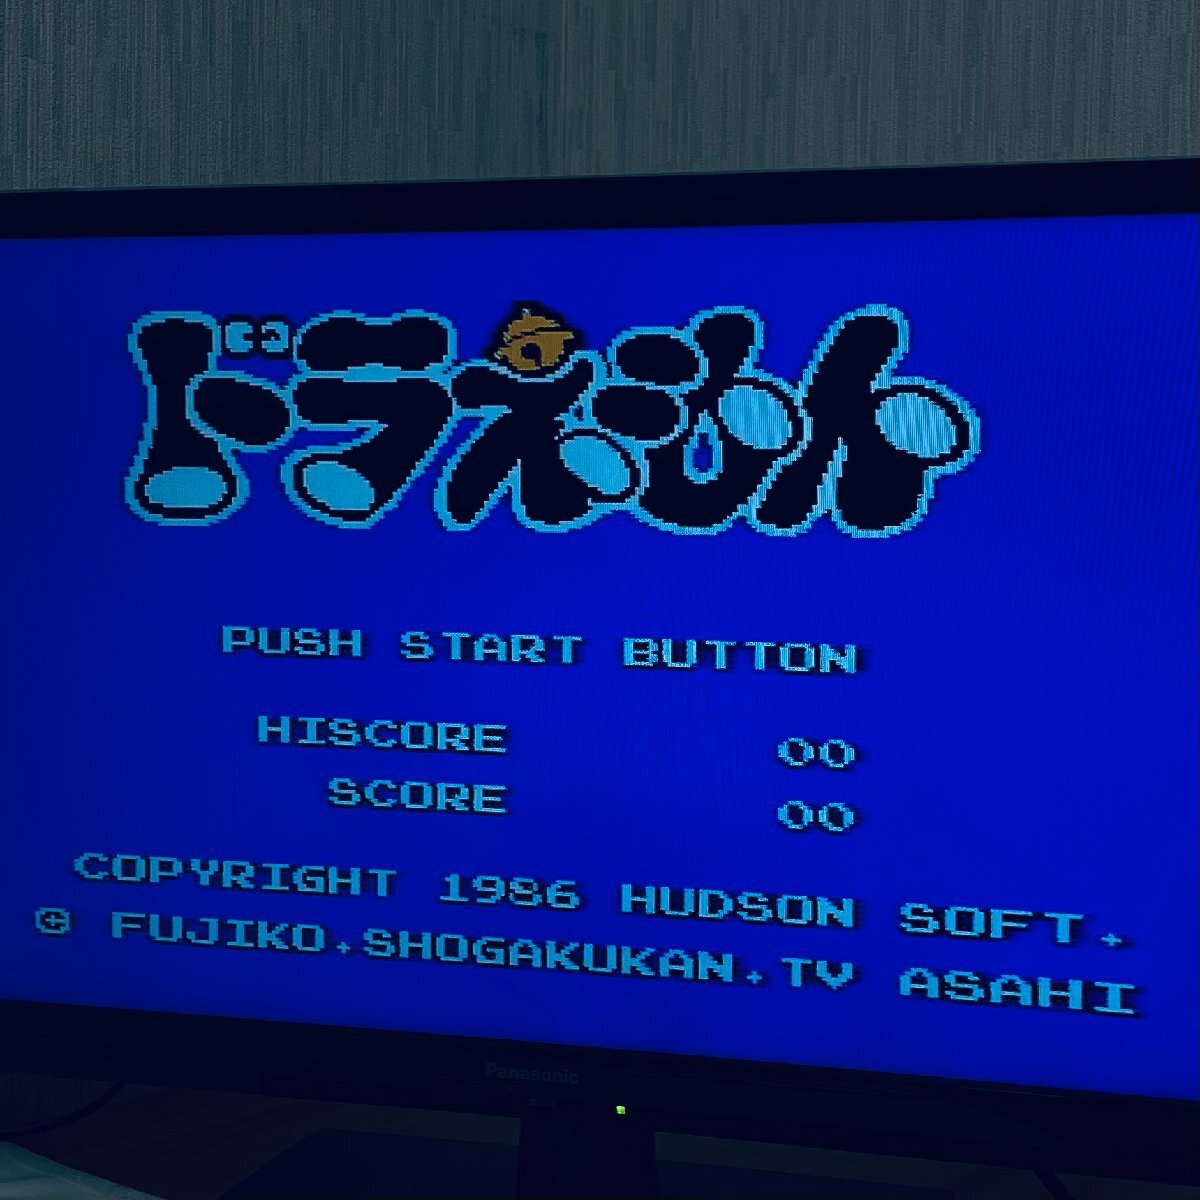 ドラえもん
PUSH START BUTTON
HISCORE 00
SCORE 00
COPYRIGHT 1986 HUDSON SOFT.
© FUJIKO.SHOGAKUKAN.TV ASAHI
Panasonic